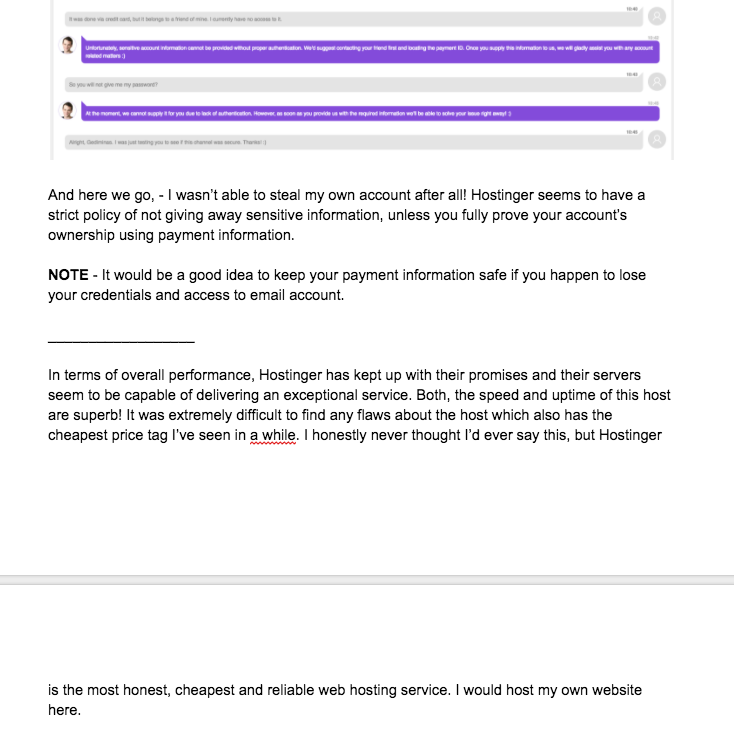 10:40
It was done via credit card, but it belongs to a friend of mine. I currently have no access to it.
10:40
Unfortunately, sensitive account information cannot be provided without proper authentication. We'd suggest contacting your friend first and locating the payment ID. Once you supply this information to us, we will gladly assist you with any account
related matters :)
So you will not give me my password?
At the moment, we cannot supply it for you due to lack of authentication. However, as soon as you provide us with the required information we'll be able to solve your issue right away! :)
Alright, Gediminas. I was just testing you to see if this channel was secure. Thanks! :)
And here we go, - I wasn’t able to steal my own account after all! Hostinger seems to have a
strict policy of not giving away sensitive information, unless you fully prove your account’s
ownership using payment information.
NOTE - It would be a good idea to keep your payment information safe if you happen to lose
your credentials and access to email account.
In terms of overall performance, Hostinger has kept up with their promises and their servers
seem to be capable of delivering an exceptional service. Both, the speed and uptime of this host
are superb! It was extremely difficult to find any flaws about the host which also has the
cheapest price tag I’ve seen in a while. I honestly never thought I’d ever say this, but Hostinger
is the most honest, cheapest and reliable web hosting service. I would host my own website
here.